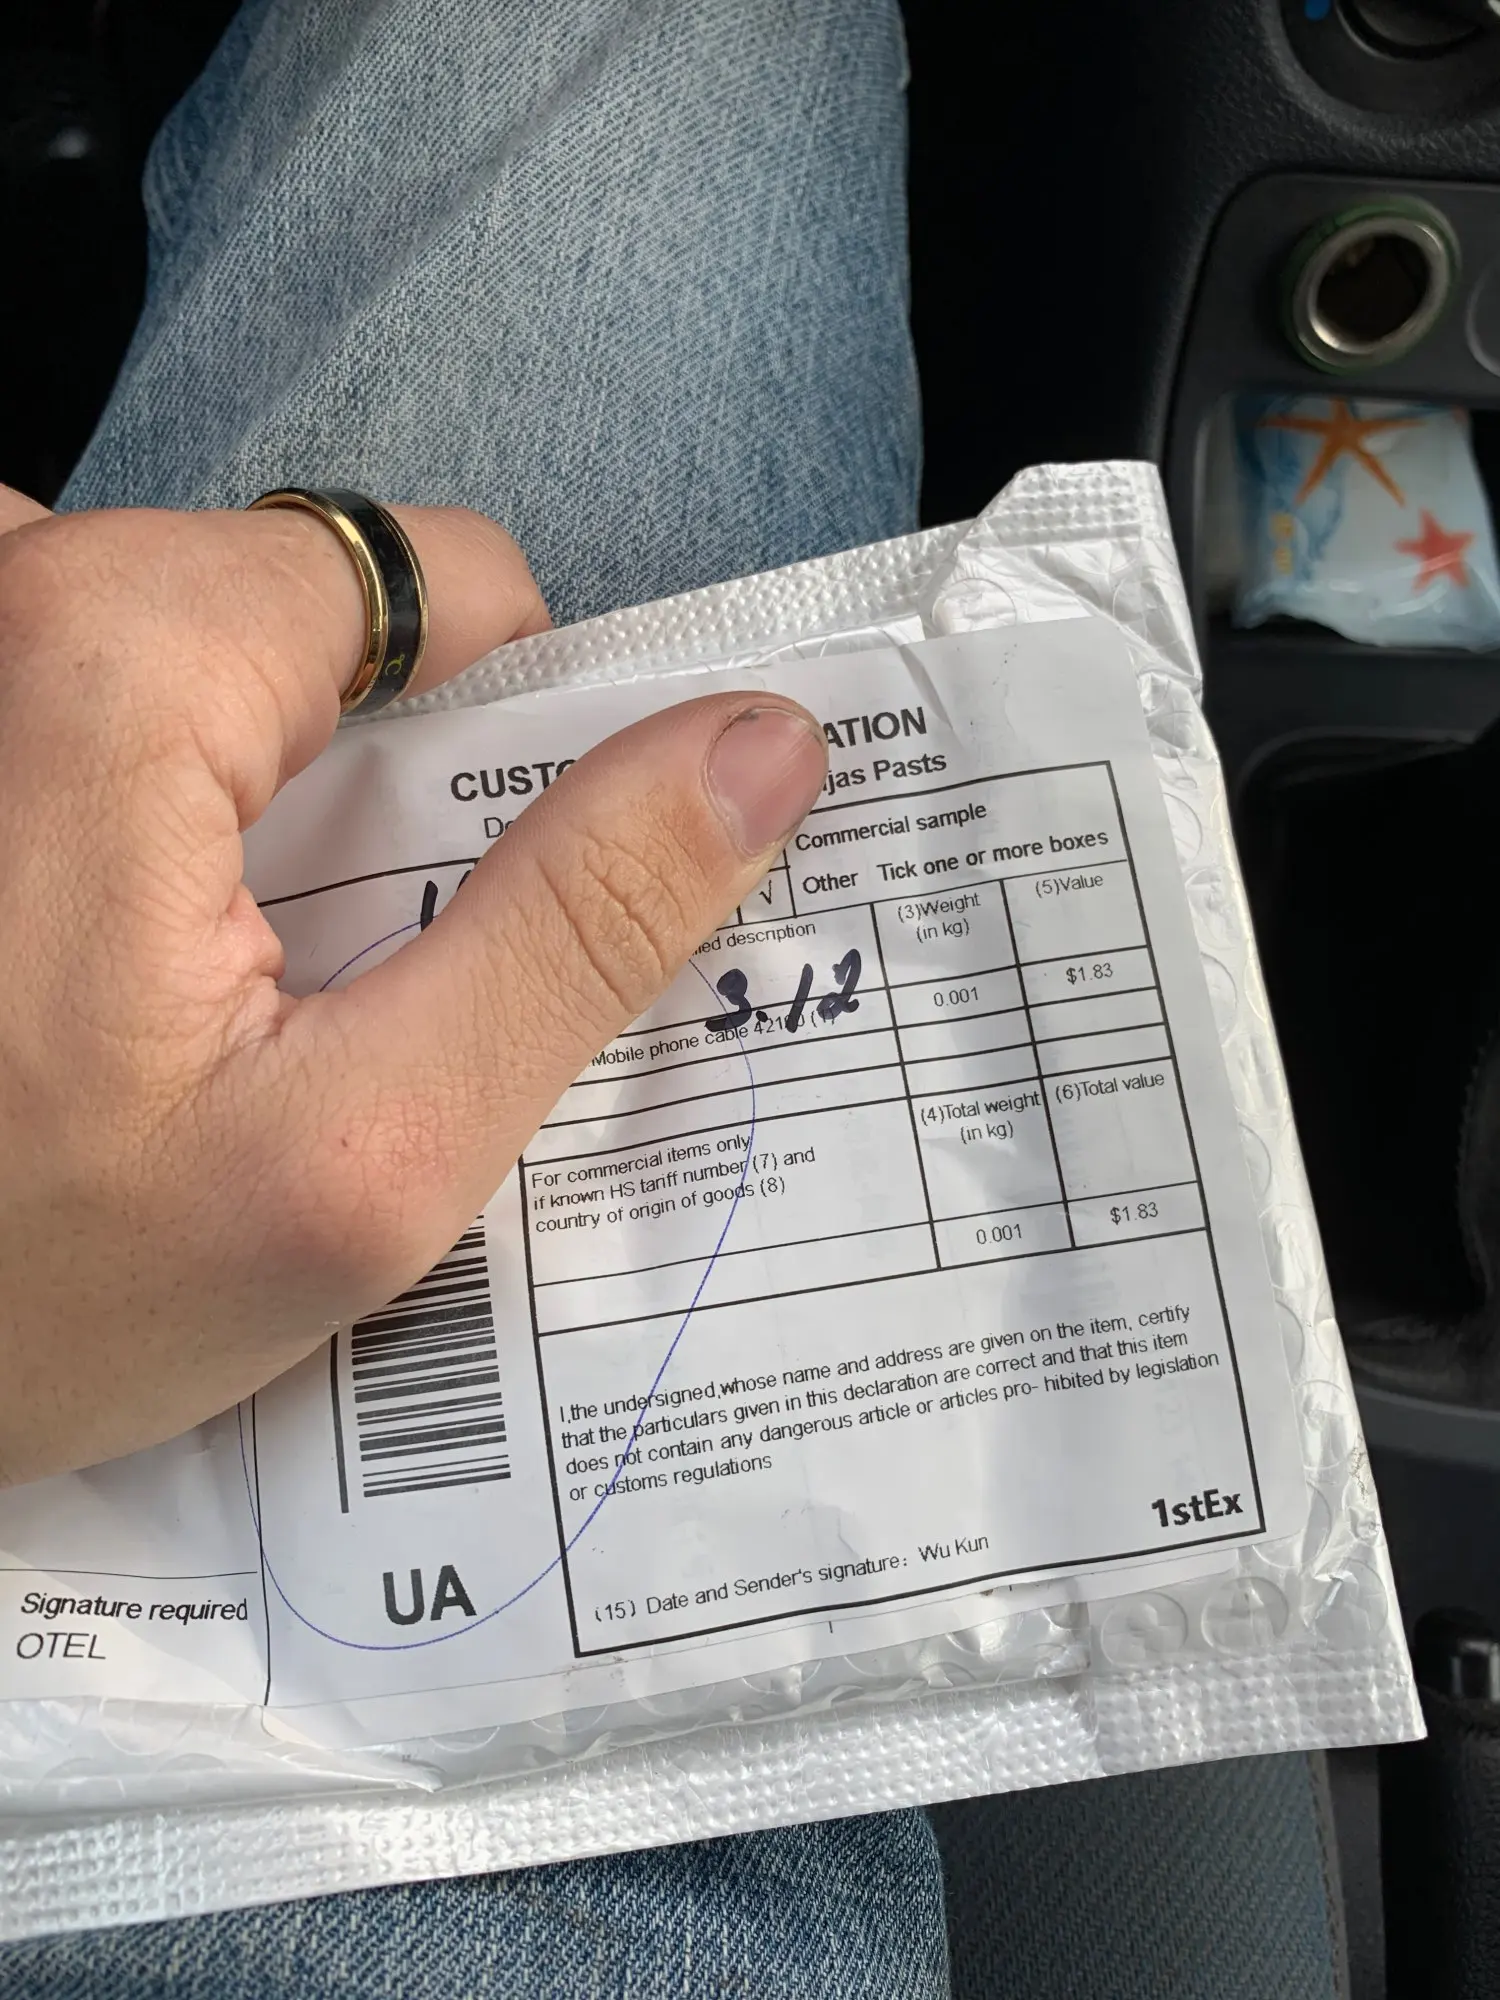 CUST ATION
jas Pasts
Commercial sample
√ Other Tick one or more boxes
description
(3)Weight
(in kg)
(5)Value
3.12
Mobile phone cable
0.001
$1.83
For commercial items only
if known HS tariff number (7) and
country of origin of goods (8)
(4)Total weight
(in kg)
(6)Total value
0.001
$1.83
I,the undersigned,whose name and address are given on the item, certify
that the particulars given in this declaration are correct and that this item
does not contain any dangerous article or articles pro- hibited by legislation
or customs regulations
1stEx
(15) Date and Sender's signature: Wu Kun
UA
Signature required
OTEL
°C